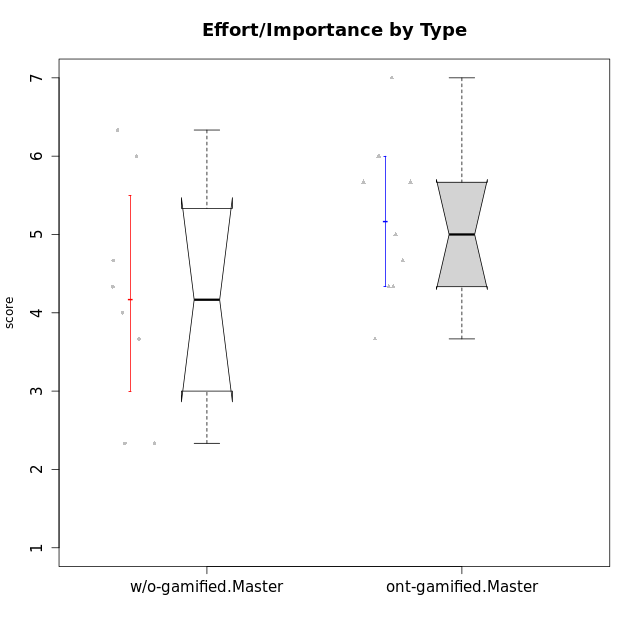 Effort/Importance by Type
7
6
5
4
3
2
1
score
w/o-gamified.Master
ont-gamified.Master